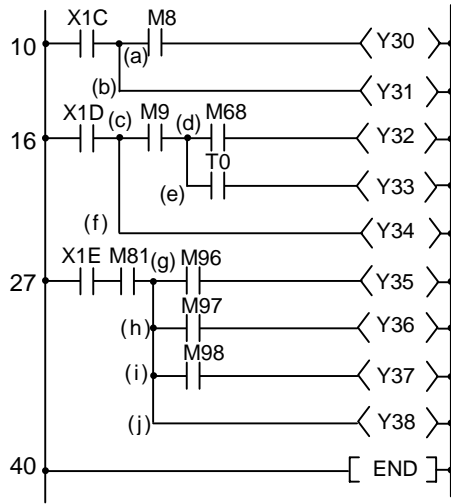 X1C M8
10 (a) Y30
(b) Y31
X1D (c) M9 (d) M68
16 Y32
T0
(e) Y33
(f) Y34
X1E M81 (g) M96
27 Y35
M97
(h) Y36
M98
(i) Y37
(j) Y38
40 END